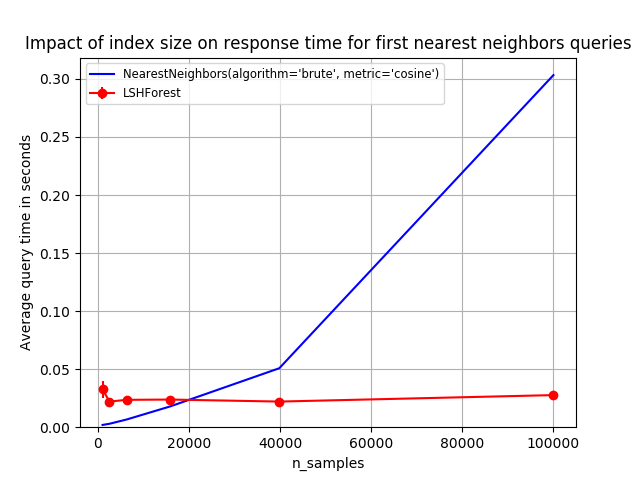 Impact of index size on response time for first nearest neighbors queries
NearestNeighbors(algorithm='brute', metric='cosine')
LSHForest
Average query time in seconds
0.30
0.25
0.20
0.15
0.10
0.05
0.00
0 20000 40000 60000 80000 100000
n_samples